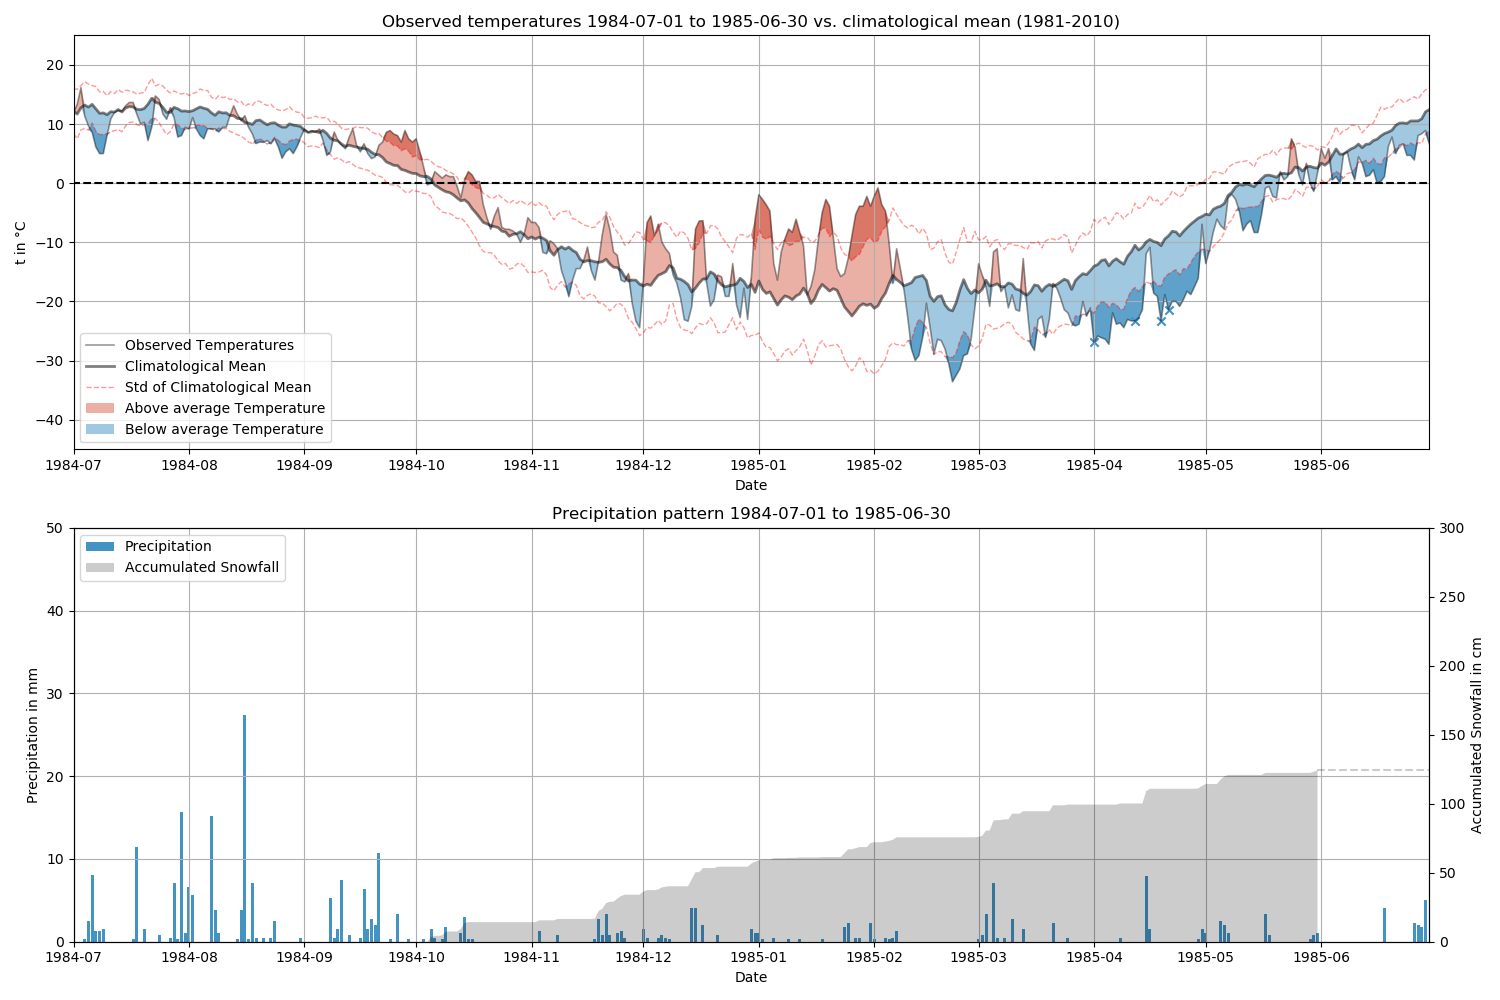 Observed temperatures 1984-07-01 to 1985-06-30 vs. climatological mean (1981-2010)
20
10
0
−10
−20
−30
−40
t in °C
Observed Temperatures
Climatological Mean
Std of Climatological Mean
Above average Temperature
Below average Temperature
1984-07 1984-08 1984-09 1984-10 1984-11 1984-12 1985-01 1985-02 1985-03 1985-04 1985-05 1985-06
Date
Precipitation pattern 1984-07-01 to 1985-06-30
50
40
30
20
10
0
Precipitation in mm
Precipitation
Accumulated Snowfall
300
250
200
150
100
50
0
Accumulated Snowfall in cm
1984-07 1984-08 1984-09 1984-10 1984-11 1984-12 1985-01 1985-02 1985-03 1985-04 1985-05 1985-06
Date